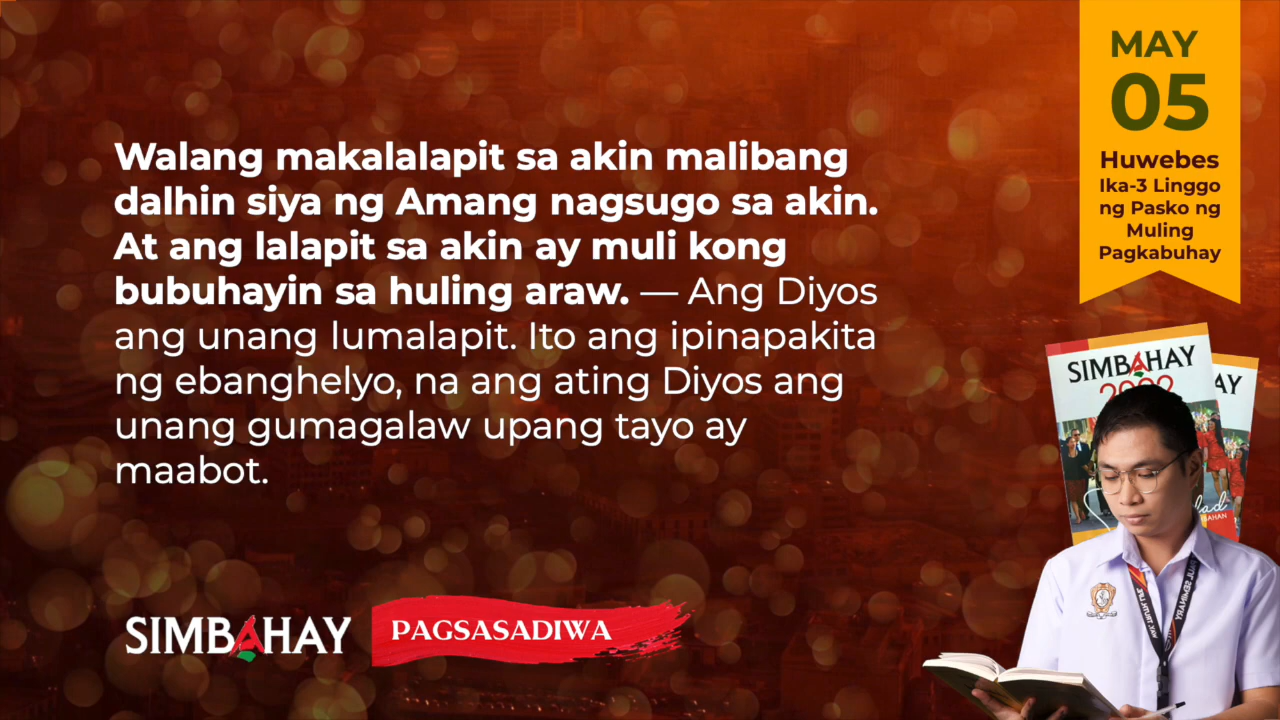 MAY
05
Huwebes
Ika-3 Linggo
ng Pasko ng
Muling
Pagkabuhay
Walang makalalapit sa akin malibang
dalhin siya ng Amang nagsugo sa akin.
At ang lalapit sa akin ay muli kong
bubuhayin sa huling araw. — Ang Diyos
ang unang lumalapit. Ito ang ipinapakita
ng ebanghelyo, na ang ating Diyos ang
unang gumagalaw upang tayo ay
maabot.
SIMBAHAY
SIMBAHAY PAGSASADIWA